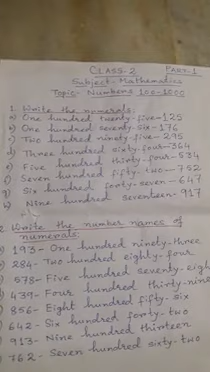 CLASS-2 PART-1
Subject- Mathematics
Topic- Numbers 100-1000
1. Write the numerals:
a) One hundred twenty-five-125
b) One hundred seventy-six-176
c) Two hundred ninety-five-295
d) Three hundred sixty-four-364
e) Five hundred thirty-four-534
f) Seven hundred fifty-two-752
g) Six hundred forty-seven-647
h) Nine hundred seventeen-917
2. Write the number names of
numerals:
) 193-One hundred ninety-three
) 284-Two hundred eighty-four
) 578-Five hundred seventy eigh
) 439-Four hundred thirty-nine
) 856-Eight hundred fifty-six
) 642-Six hundred forty-two
) 913-Nine hundred thirteen
) 762-Seven hundred sixty-two